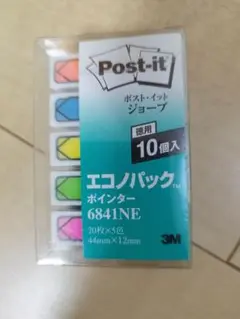 Post-it
ポスト・イット
ジョーブ
徳用
10個入
エコノパック™
ポインター
6841NE
20枚×5色
44mm×12mm
3M